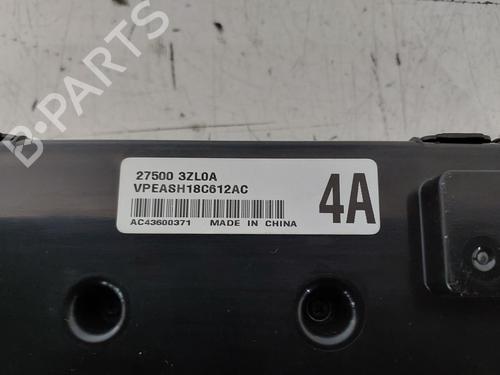 27500 3ZL0A
VPEASH18C612AC
4A
AC43600371 MADE IN CHINA
B-PARTS